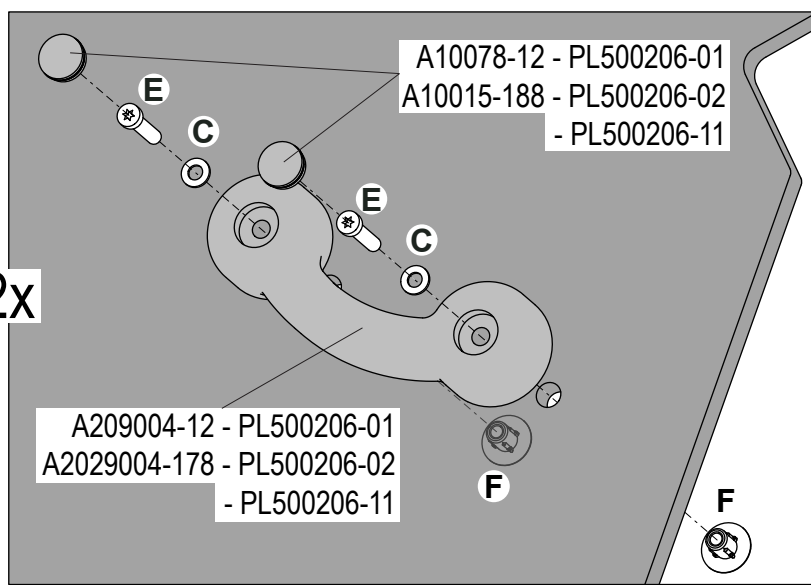 A10078-12 - PL500206-01
A10015-188 - PL500206-02
- PL500206-11
E
C
E
C
2x
A209004-12 - PL500206-01
A2029004-178 - PL500206-02
- PL500206-11
F
F